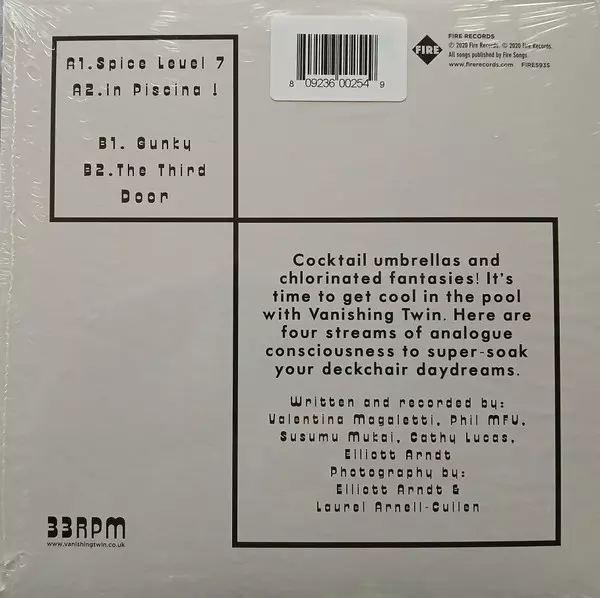 A1.Spice Level 7
A2.In Piscina !
B1. Gunky
B2.The Third
Door
8 09236 00254 9
FIRE
FIRE RECORDS
℗ 2020 Fire Records. © 2020 Fire Records.
All songs published by Fire Songs.
www.firerecords.com FIRE593S
Cocktail umbrellas and
chlorinated fantasies! It's
time to get cool in the pool
with Vanishing Twin. Here are
four streams of analogue
consciousness to super-soak
your deckchair daydreams.
Written and recorded by:
Valentina Magaletti, Phil MFU,
Susumu Mukai, Cathy Lucas,
Elliott Arndt
Photography by:
Elliott Arndt &
Laurel Arnell-Cullen
33RPM
www.vanishingtwin.co.uk